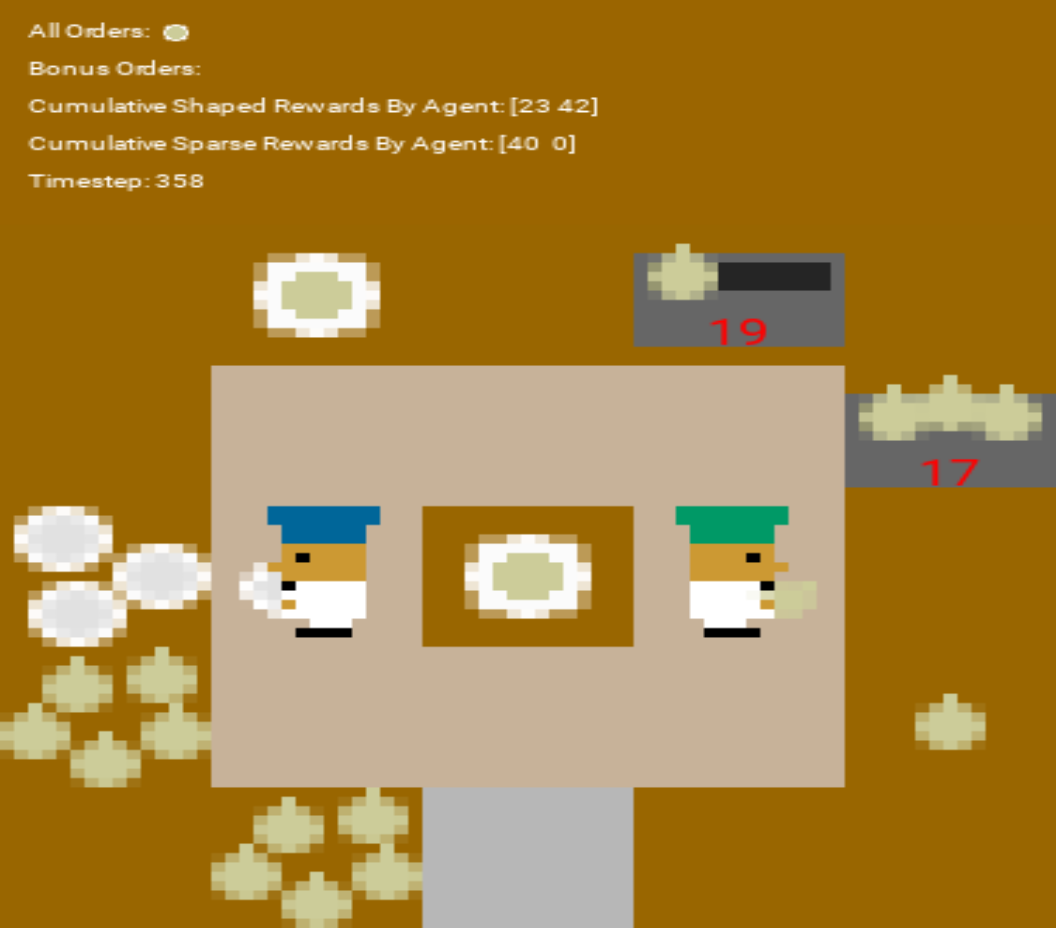 All Orders:
Bonus Orders:
Cumulative Shaped Rewards By Agent: [23 42]
Cumulative Sparse Rewards By Agent: [40 0]
Timestep: 358
19
17